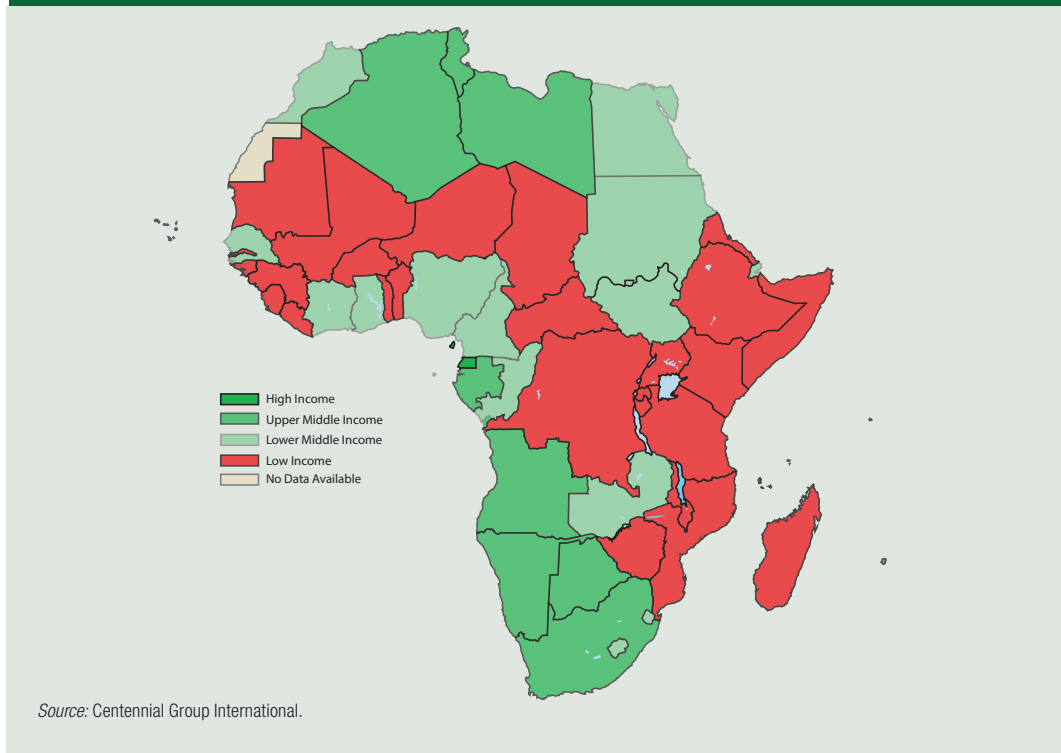 High Income
Upper Middle Income
Lower Middle Income
Low Income
No Data Available
Source: Centennial Group International.